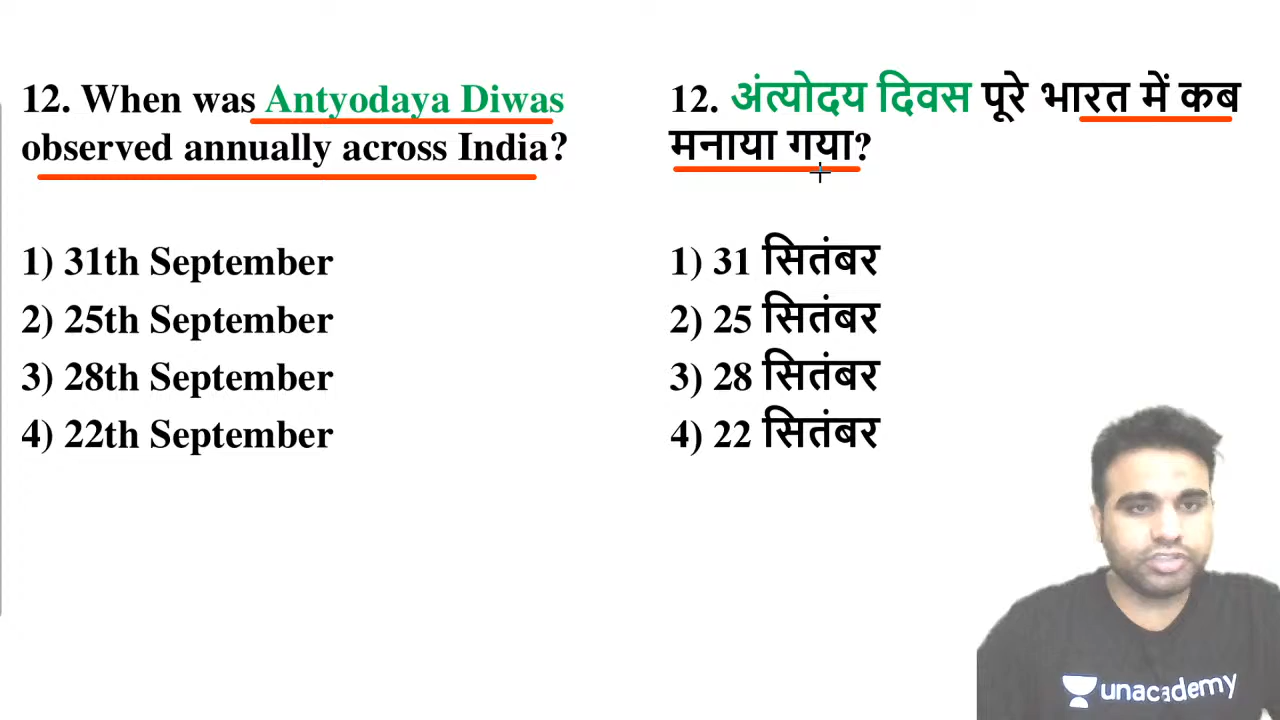 12. When was Antyodaya Diwas
observed annually across India?
1) 31th September
2) 25th September
3) 28th September
4) 22th September
12. अंत्योदय दिवस पूरे भारत में कब
मनाया गया?
1) 31 सितंबर
2) 25 सितंबर
3) 28 सितंबर
4) 22 सितंबर
unacademy